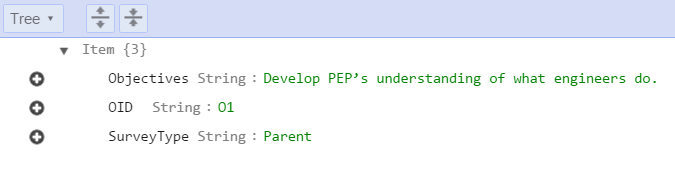 Tree
Item {3}
Objectives String : Develop PEP’s understanding of what engineers do.
OID String : O1
SurveyType String : Parent